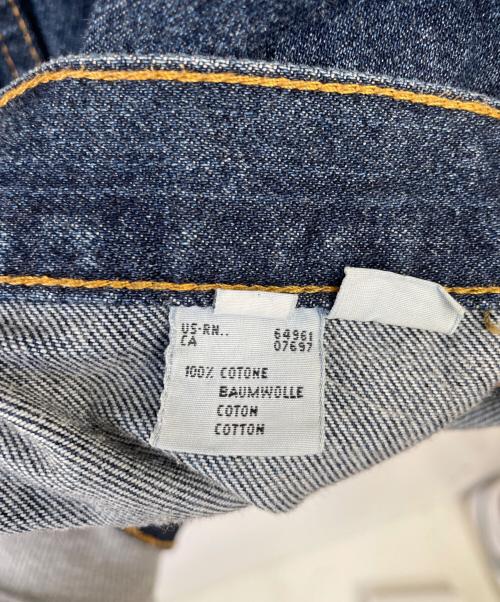 US-RN.. 64961
CA 07697
100% COTONE
BAUMWOLLE
COTON
COTTON